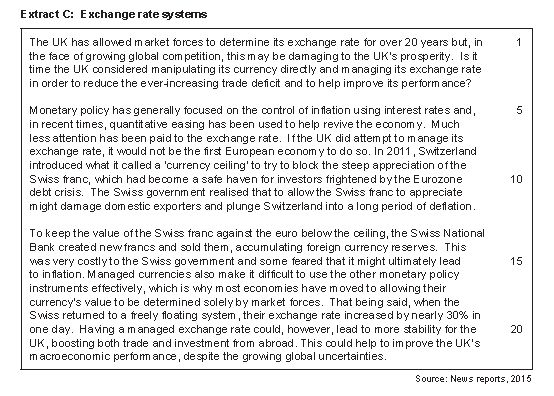 Extract C: Exchange rate systems
The UK has allowed market forces to determine its exchange rate for over 20 years but, in 1
the face of growing global competition, this may be damaging to the UK's prosperity. Is it
time the UK considered manipulating its currency directly and managing its exchange rate
in order to reduce the ever-increasing trade deficit and to help improve its performance?
Monetary policy has generally focused on the control of inflation using interest rates and, 5
in recent times, quantitative easing has been used to help revive the economy. Much
less attention has been paid to the exchange rate. If the UK did attempt to manage its
exchange rate, it would not be the first European economy to do so. In 2011, Switzerland
introduced what it called a 'currency ceiling' to try to block the steep appreciation of the
Swiss franc, which had become a safe haven for investors frightened by the Eurozone 10
debt crisis. The Swiss government realised that to allow the Swiss franc to appreciate
might damage domestic exporters and plunge Switzerland into a long period of deflation.
To keep the value of the Swiss franc against the euro below the ceiling, the Swiss National
Bank created new francs and sold them, accumulating foreign currency reserves. This
was very costly to the Swiss government and some feared that it might ultimately lead 15
to inflation. Managed currencies also make it difficult to use the other monetary policy
instruments effectively, which is why most economies have moved to allowing their
currency's value to be determined solely by market forces. That being said, when the
Swiss returned to a freely floating system, their exchange rate increased by nearly 30% in
one day. Having a managed exchange rate could, however, lead to more stability for the 20
UK, boosting both trade and investment from abroad. This could help to improve the UK's
macroeconomic performance, despite the growing global uncertainties.
Source: News reports, 2015